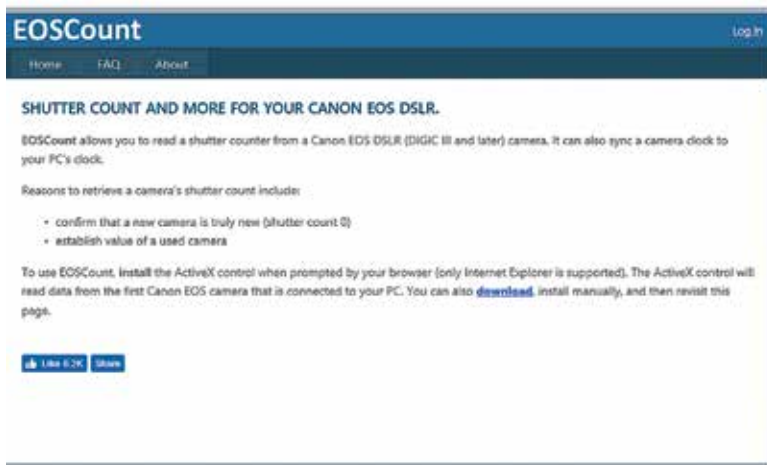 EOSCount
Log In
Home FAQ About
SHUTTER COUNT AND MORE FOR YOUR CANON EOS DSLR.
EOSCount allows you to read a shutter counter from a Canon EOS DSLR (DIGIC III and later) camera. It can also sync a camera clock to
your PC's clock.
Reasons to retrieve a camera's shutter count include:
• confirm that a new camera is truly new (shutter count 0)
• establish value of a used camera
To use EOSCount, install the ActiveX control when prompted by your browser (only Internet Explorer is supported). The ActiveX control will
read data from the first Canon EOS camera that is connected to your PC. You can also download, install manually, and then revisit this
page.
Like 6.2K Share